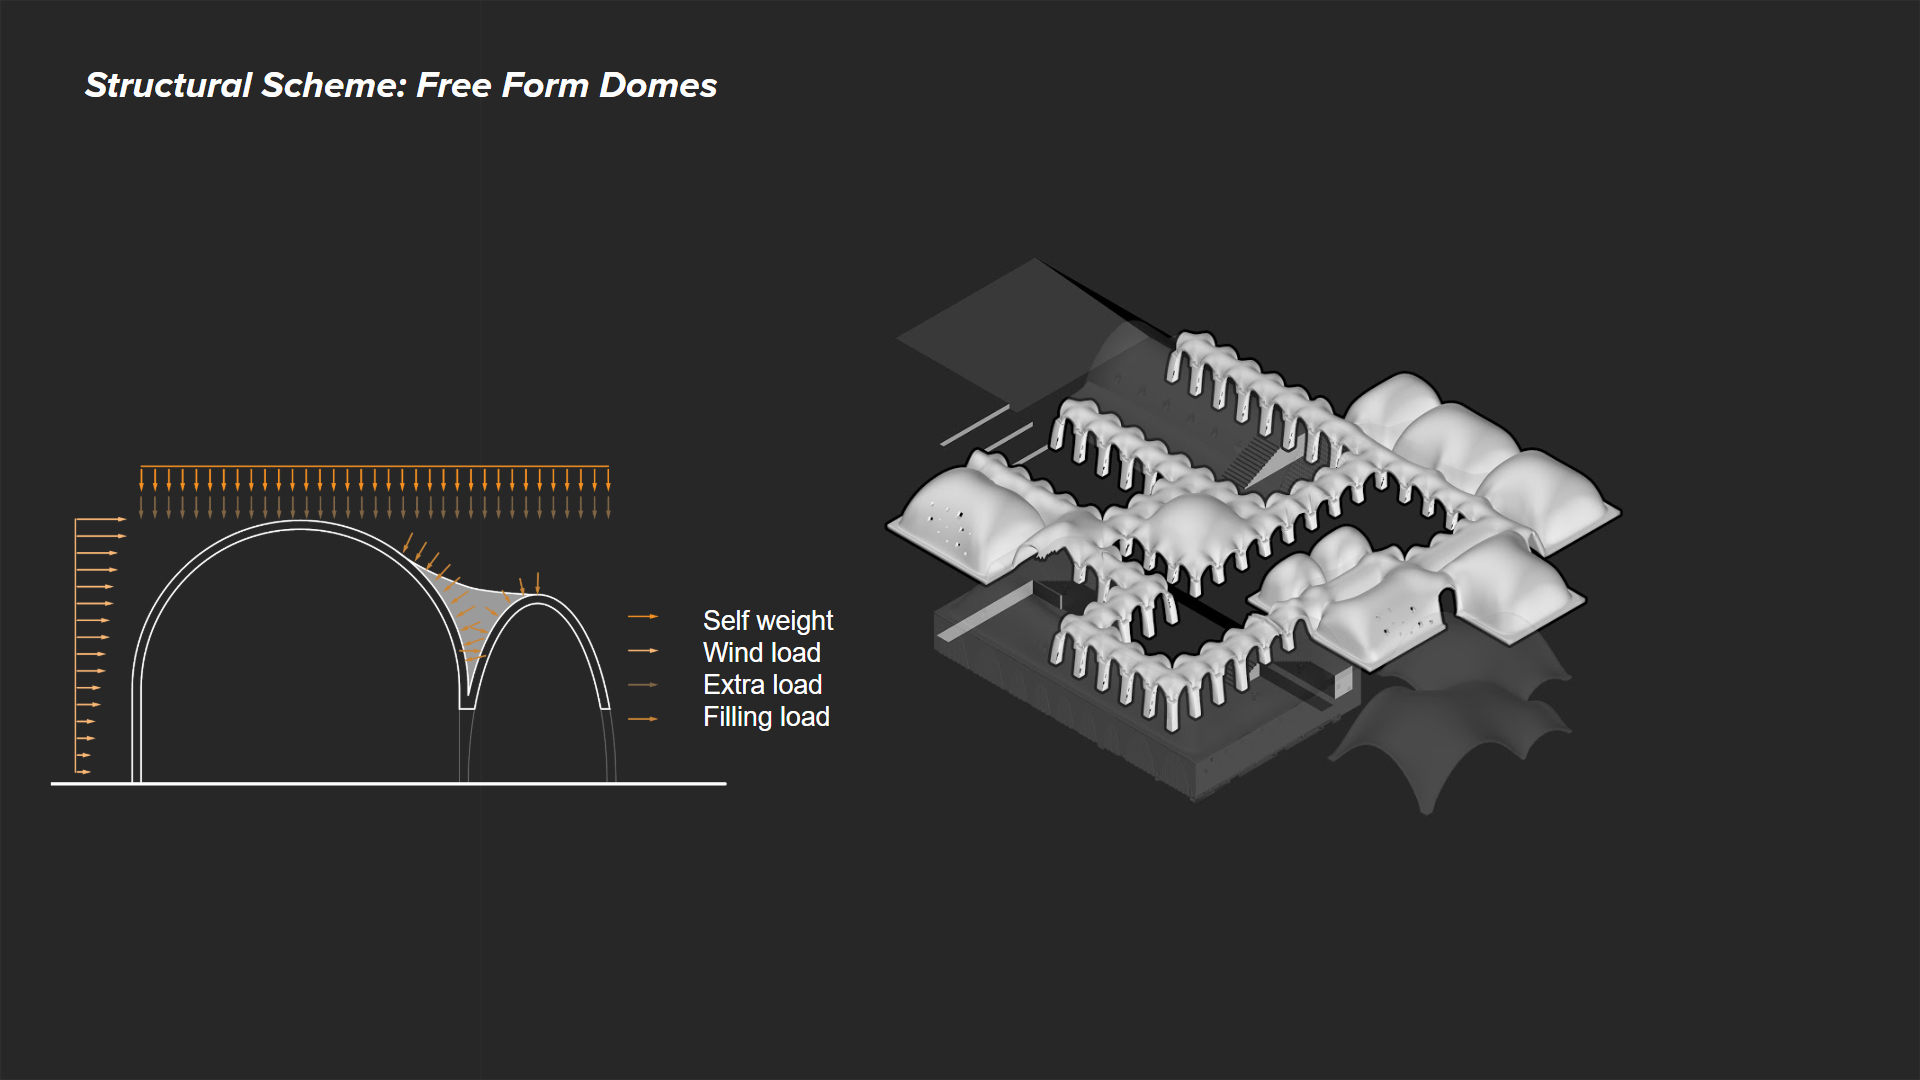 Structural Scheme: Free Form Domes
Self weight
Wind load
Extra load
Filling load